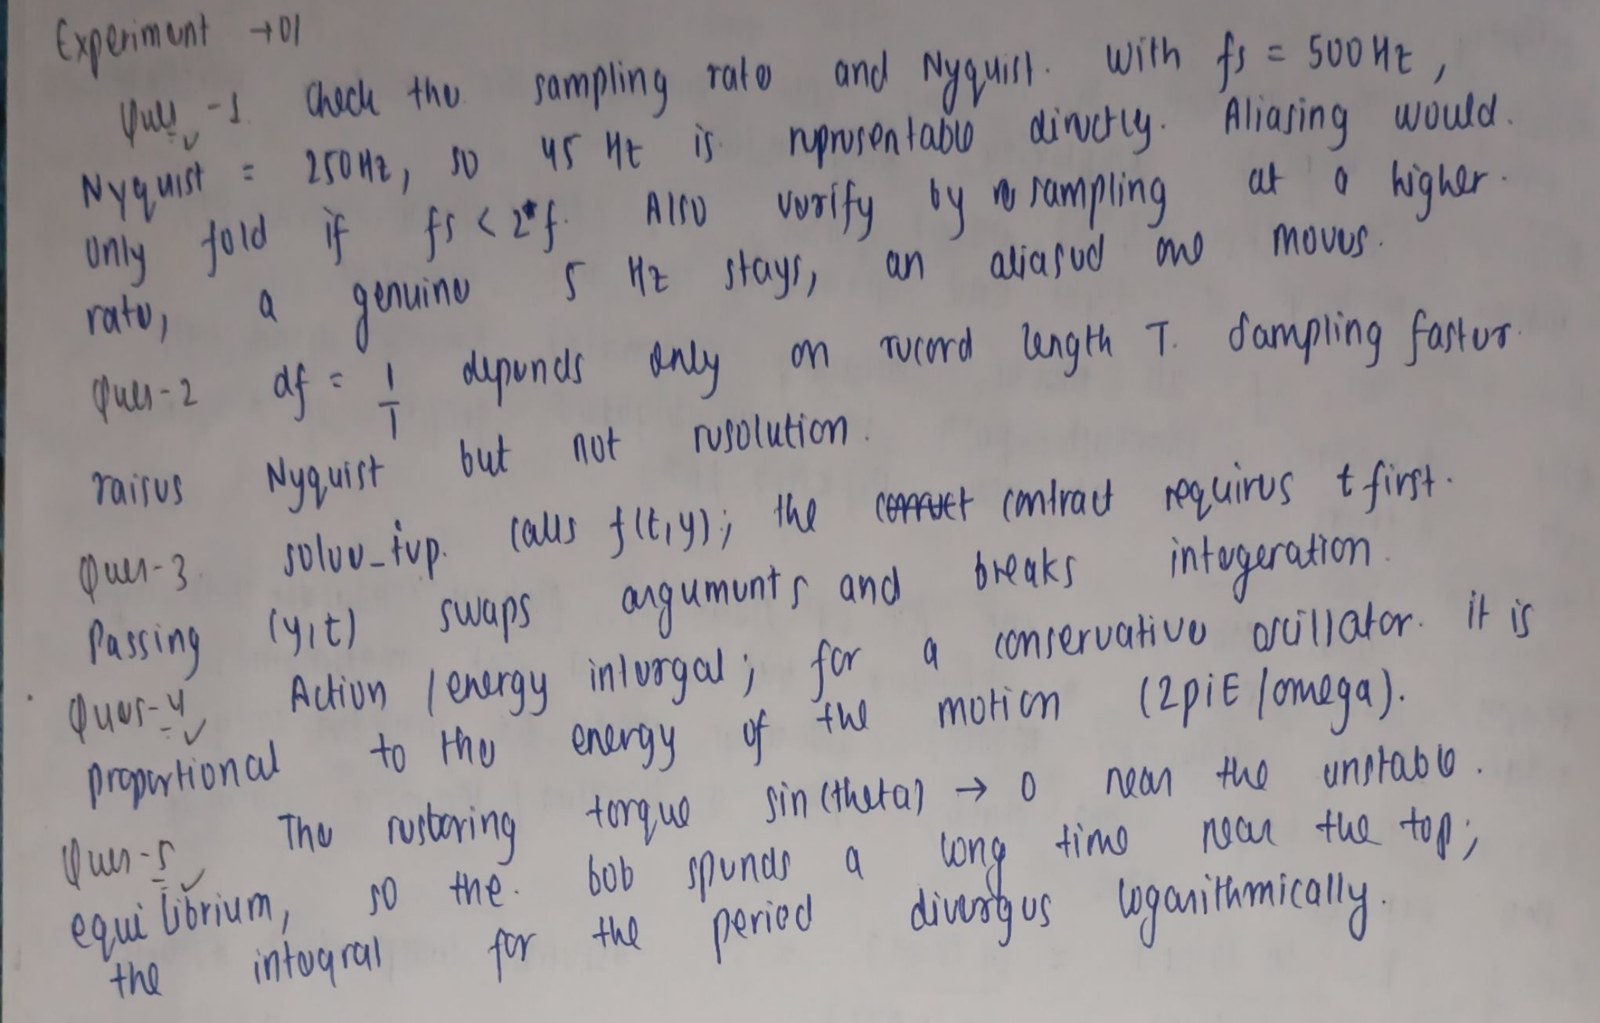 Experiment →01
Ques-1. Check the sampling rate and Nyquist. With fs = 500 Hz,
Nyquist = 250Hz, so 45 Hz is representable directly. Aliasing would.
only fold if fs < 2*f. Also verify by resampling at a higher.
rate, a genuine 5 Hz stays, an aliased one moves.
Ques-2 df = 1/T depends only on record length T. Sampling faster.
raises Nyquist but not resolution.
Ques-3 solve_ivp. calls f(t,y); the contract requires t first.
Passing (y,t) swaps arguments and breaks integeration.
Ques-4 Action / energy intergal; for a conservative oscillator. it is
proportional to the energy of the motion (2piE/omega).
Ques-5 The restoring torque sin(theta) → 0 near the unstable.
equilibrium, so the. bob spends a long time near the top;
the integral for the period diverges logarithmically.